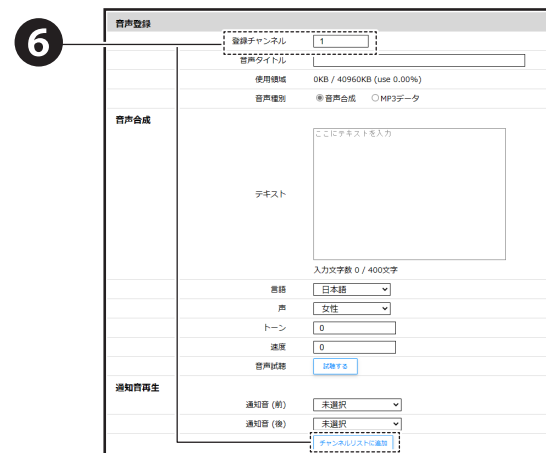 音声登録
6
登録チャンネル 1
音声タイトル
使用領域 0KB / 40960KB (use 0.00%)
音声種別 音声合成 MP3データ
音声合成
ここにテキストを入力
テキスト
入力文字数 0 / 400文字
言語 日本語
声 女性
トーン 0
速度 0
音声試聴 試聴する
通知音再生
通知音 (前) 未選択
通知音 (後) 未選択
チャンネルリストに追加